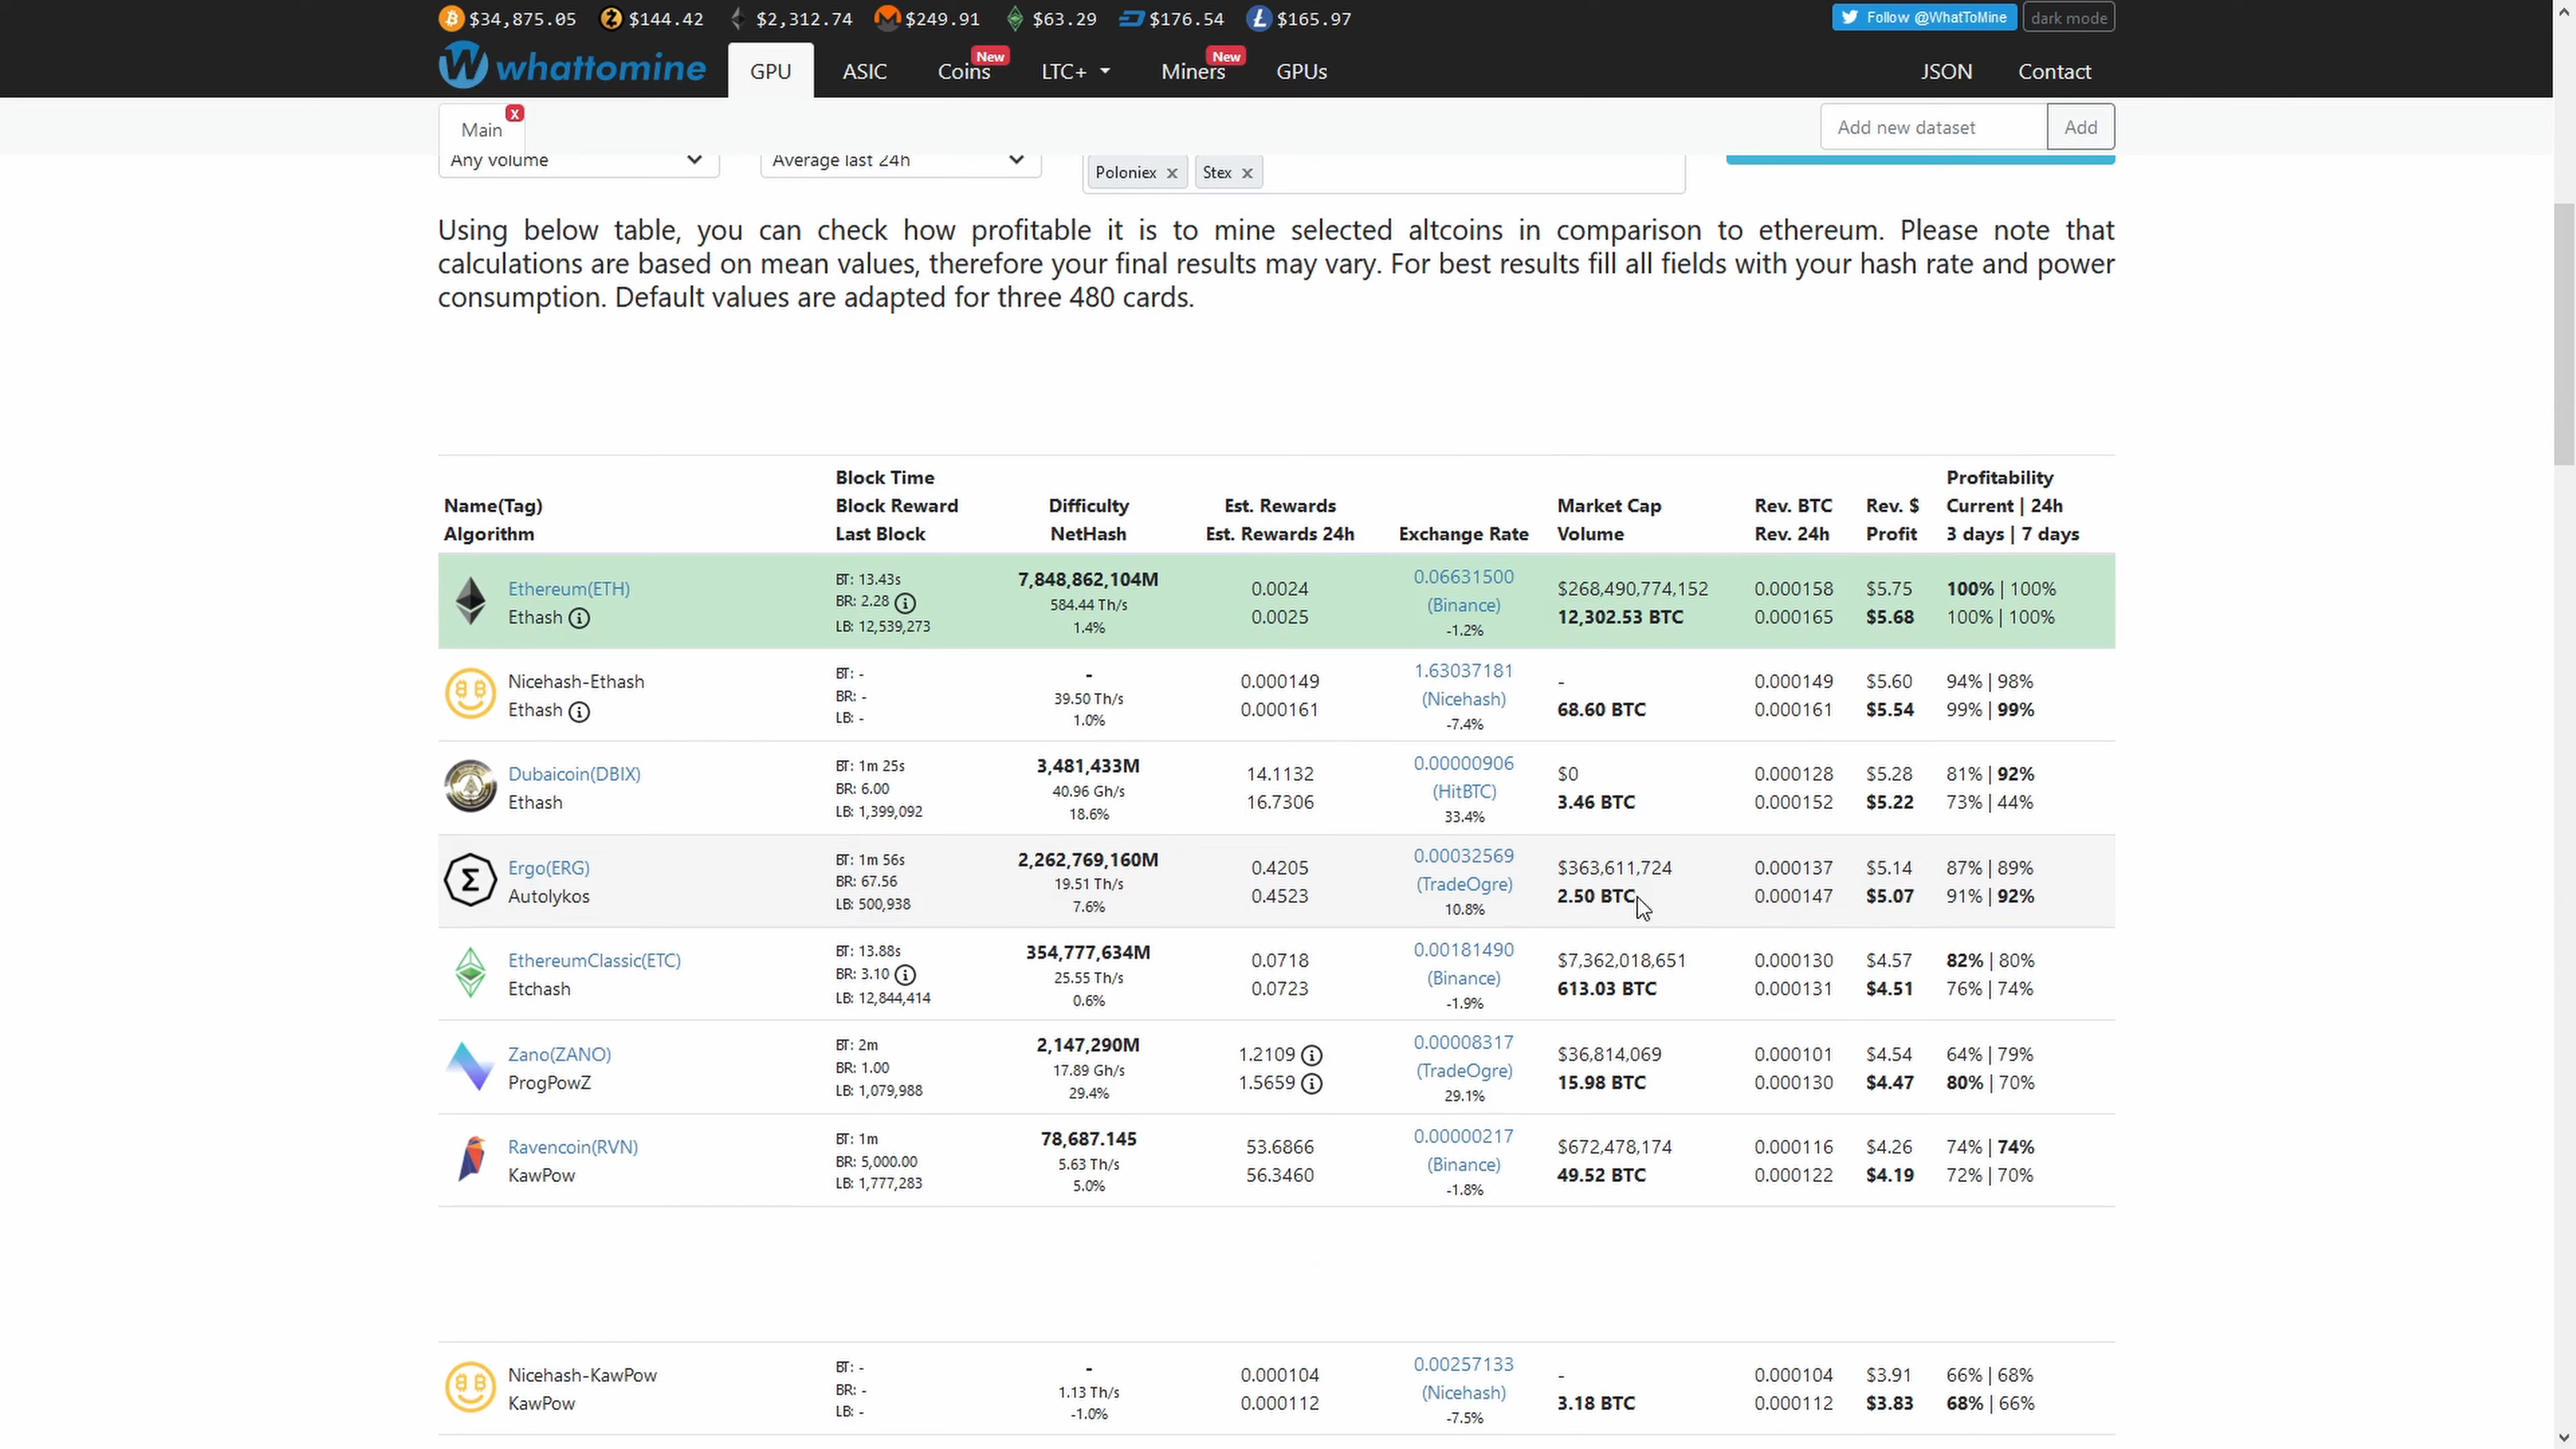 $34,875.05 $144.42 $2,312.74 $249.91 $63.29 $176.54 $165.97 Follow @WhatToMine dark mode
whattomine GPU ASIC Coins New LTC+ Miners New GPUs JSON Contact
Main x Add new dataset Add
Any volume Average last 24h Poloniex × Stex ×
Using below table, you can check how profitable it is to mine selected altcoins in comparison to ethereum. Please note that
calculations are based on mean values, therefore your final results may vary. For best results fill all fields with your hash rate and power
consumption. Default values are adapted for three 480 cards.
Block Time Profitability
Name(Tag) Block Reward Difficulty Est. Rewards Market Cap Rev. BTC Rev. $ Current | 24h
Algorithm Last Block NetHash Est. Rewards 24h Exchange Rate Volume Rev. 24h Profit 3 days | 7 days
Ethereum(ETH) BT: 13.43s 7,848,862,104M 0.0024 0.06631500 $268,490,774,152 0.000158 $5.75 100% | 100%
Ethash BR: 2.28 584.44 Th/s 0.0025 (Binance) 12,302.53 BTC 0.000165 $5.68 100% | 100%
LB: 12,539,273 1.4% -1.2%
Nicehash-Ethash BT: - - 0.000149 1.63037181 - 0.000149 $5.60 94% | 98%
Ethash BR: - 39.50 Th/s 0.000161 (Nicehash) 68.60 BTC 0.000161 $5.54 99% | 99%
LB: - 1.0% -7.4%
Dubaicoin(DBIX) BT: 1m 25s 3,481,433M 14.1132 0.00000906 $0 0.000128 $5.28 81% | 92%
Ethash BR: 6.00 40.96 Gh/s 16.7306 (HitBTC) 3.46 BTC 0.000152 $5.22 73% | 44%
LB: 1,399,092 18.6% 33.4%
Ergo(ERG) BT: 1m 56s 2,262,769,160M 0.4205 0.00032569 $363,611,724 0.000137 $5.14 87% | 89%
Autolykos BR: 67.56 19.51 Th/s 0.4523 (TradeOgre) 2.50 BTC 0.000147 $5.07 91% | 92%
LB: 500,938 7.6% 10.8%
EthereumClassic(ETC) BT: 13.88s 354,777,634M 0.0718 0.00181490 $7,362,018,651 0.000130 $4.57 82% | 80%
Etchash BR: 3.10 25.55 Th/s 0.0723 (Binance) 613.03 BTC 0.000131 $4.51 76% | 74%
LB: 12,844,414 0.6% -1.9%
Zano(ZANO) BT: 2m 2,147,290M 1.2109 0.00008317 $36,814,069 0.000101 $4.54 64% | 79%
ProgPowZ BR: 1.00 17.89 Gh/s 1.5659 (TradeOgre) 15.98 BTC 0.000130 $4.47 80% | 70%
LB: 1,079,988 29.4% 29.1%
Ravencoin(RVN) BT: 1m 78,687.145 53.6866 0.00000217 $672,478,174 0.000116 $4.26 74% | 74%
KawPow BR: 5,000.00 5.63 Th/s 56.3460 (Binance) 49.52 BTC 0.000122 $4.19 72% | 70%
LB: 1,777,283 5.0% -1.8%
Nicehash-KawPow BT: - - 0.000104 0.00257133 - 0.000104 $3.91 66% | 68%
KawPow BR: - 1.13 Th/s 0.000112 (Nicehash) 3.18 BTC 0.000112 $3.83 68% | 66%
LB: - -1.0% -7.5%